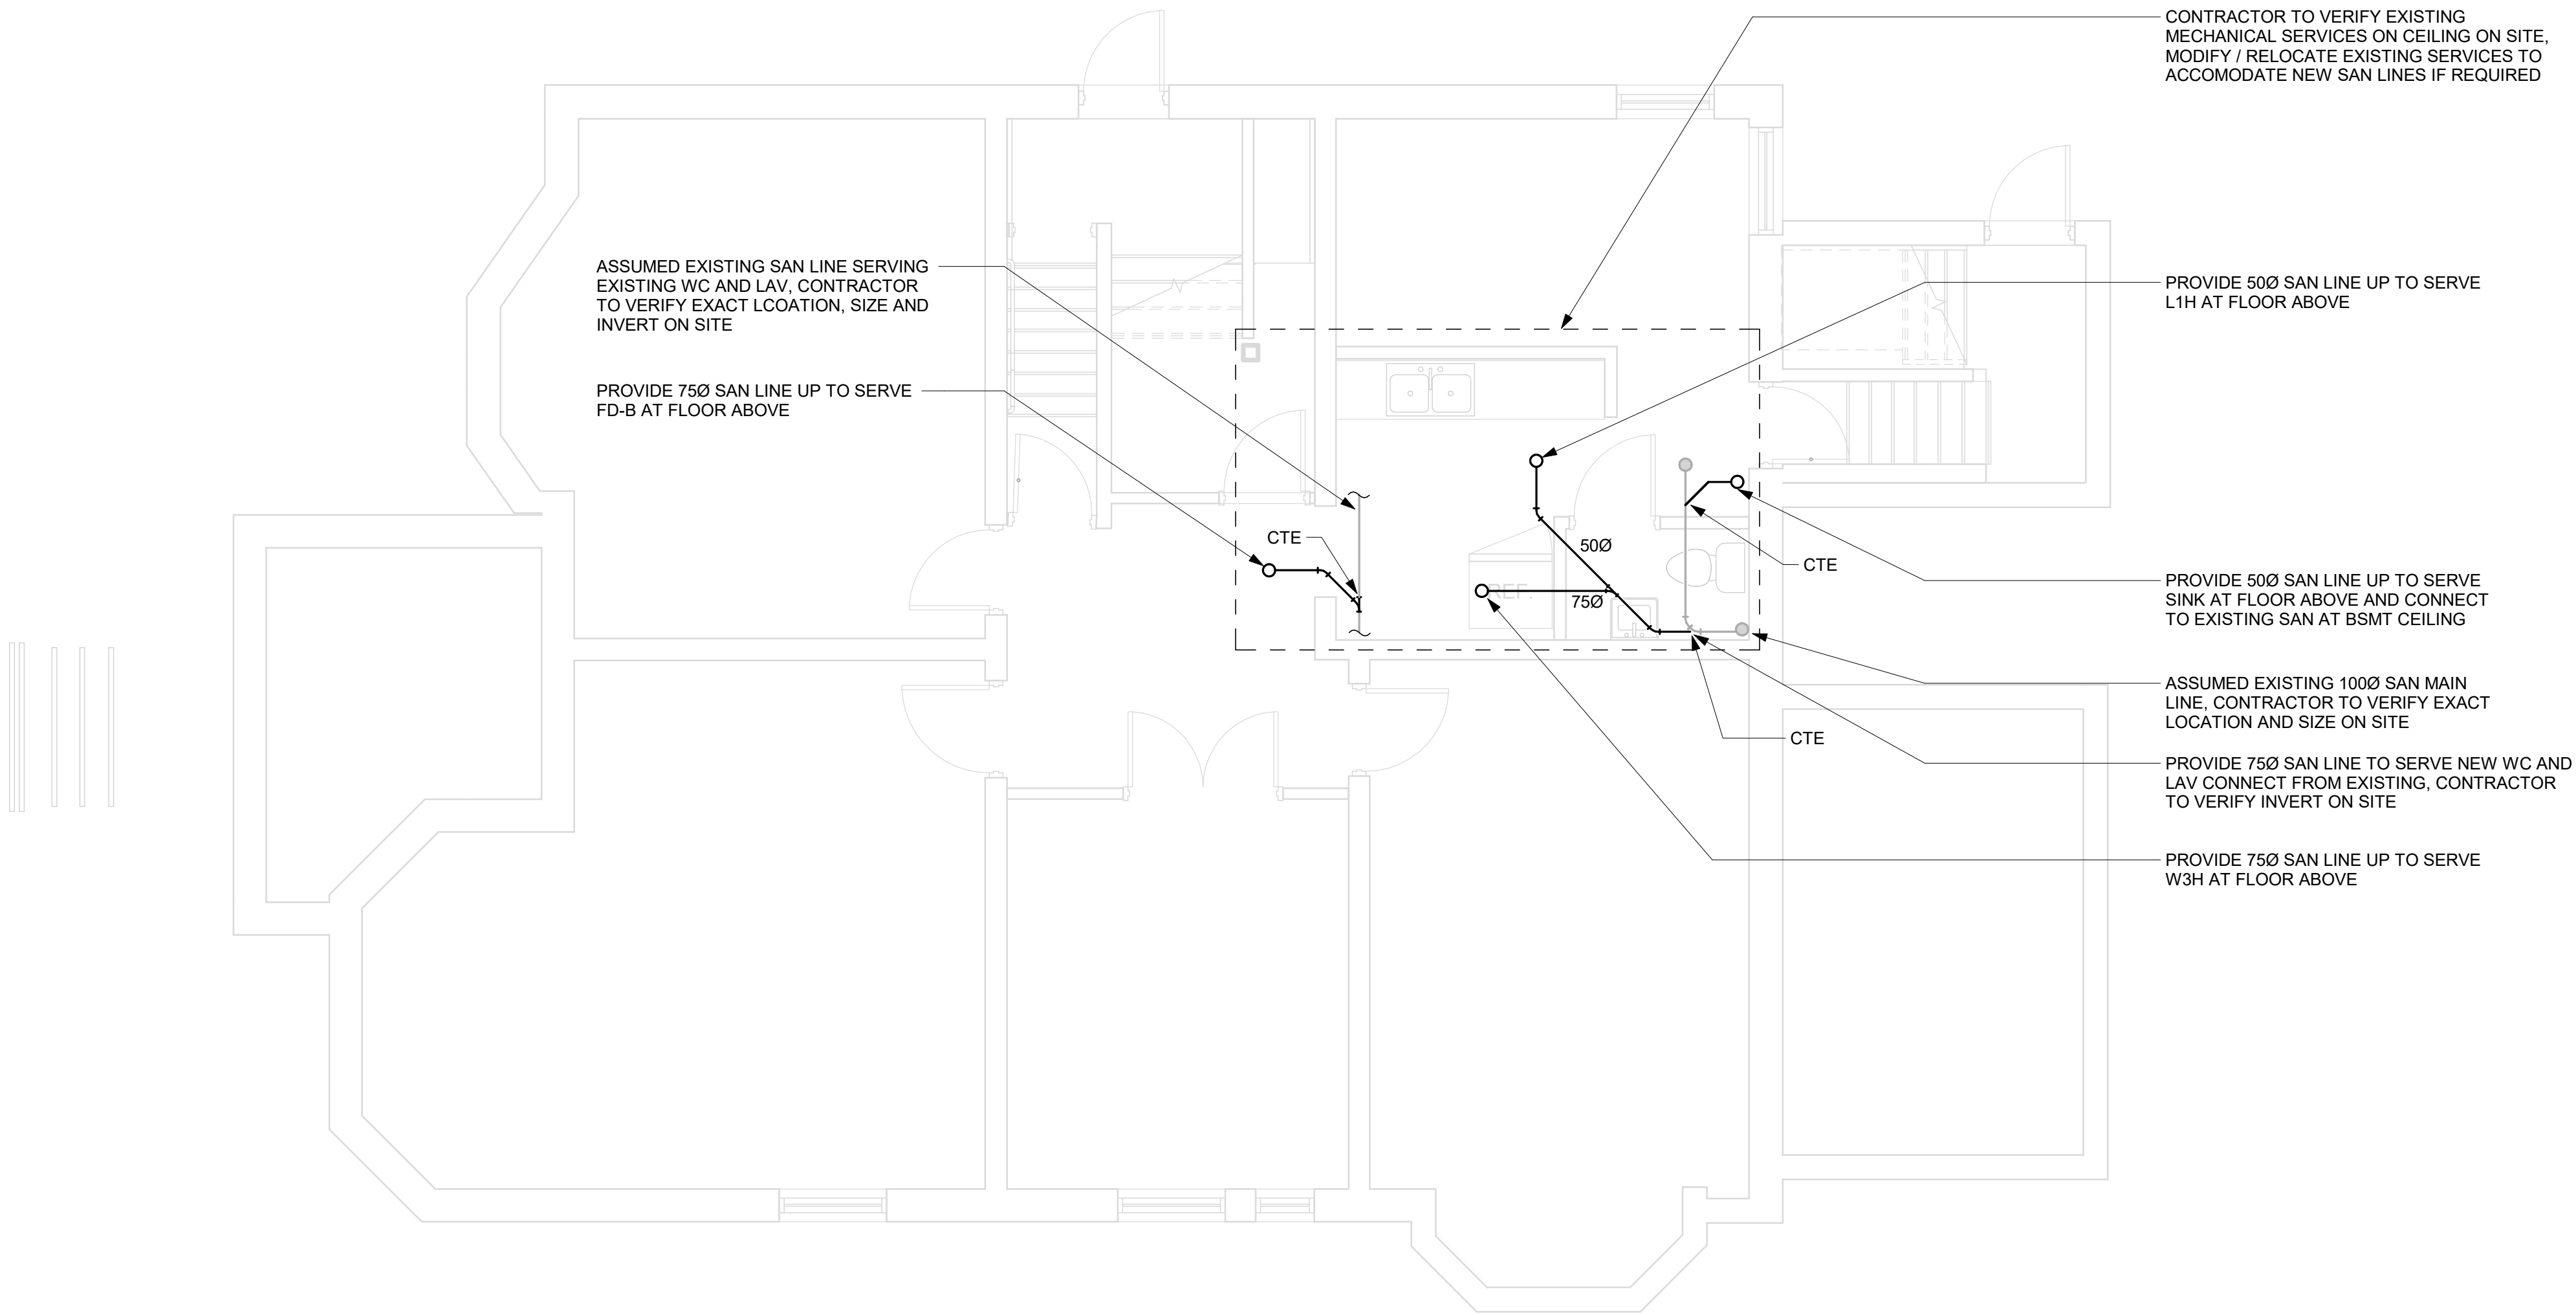 CONTRACTOR TO VERIFY EXISTING
MECHANICAL SERVICES ON CEILING ON SITE,
MODIFY / RELOCATE EXISTING SERVICES TO
ACCOMODATE NEW SAN LINES IF REQUIRED
ASSUMED EXISTING SAN LINE SERVING
EXISTING WC AND LAV, CONTRACTOR
TO VERIFY EXACT LCOATION, SIZE AND
INVERT ON SITE
PROVIDE 75Ø SAN LINE UP TO SERVE
FD-B AT FLOOR ABOVE
PROVIDE 50Ø SAN LINE UP TO SERVE
L1H AT FLOOR ABOVE
CTE
50Ø
REF.
75Ø
CTE
PROVIDE 50Ø SAN LINE UP TO SERVE
SINK AT FLOOR ABOVE AND CONNECT
TO EXISTING SAN AT BSMT CEILING
ASSUMED EXISTING 100Ø SAN MAIN
LINE, CONTRACTOR TO VERIFY EXACT
LOCATION AND SIZE ON SITE
CTE
PROVIDE 75Ø SAN LINE TO SERVE NEW WC AND
LAV CONNECT FROM EXISTING, CONTRACTOR
TO VERIFY INVERT ON SITE
PROVIDE 75Ø SAN LINE UP TO SERVE
W3H AT FLOOR ABOVE